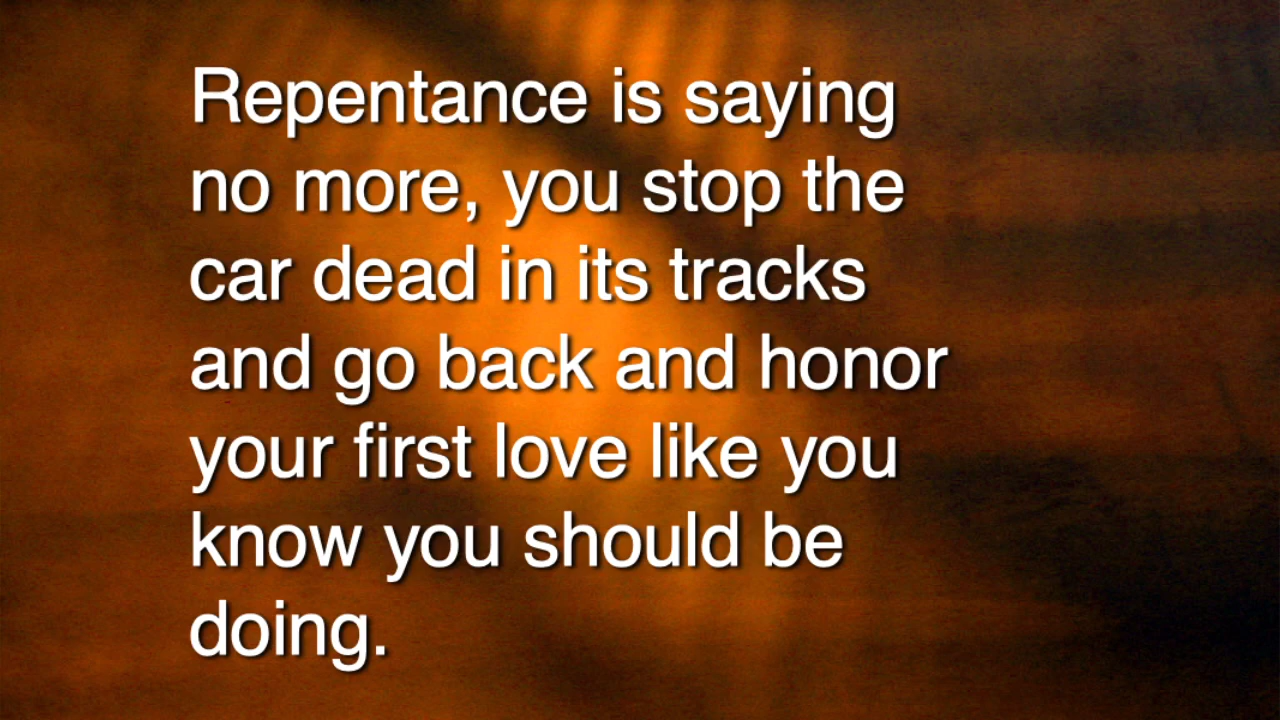 Repentance is saying
no more, you stop the
car dead in its tracks
and go back and honor
your first love like you
know you should be
doing.